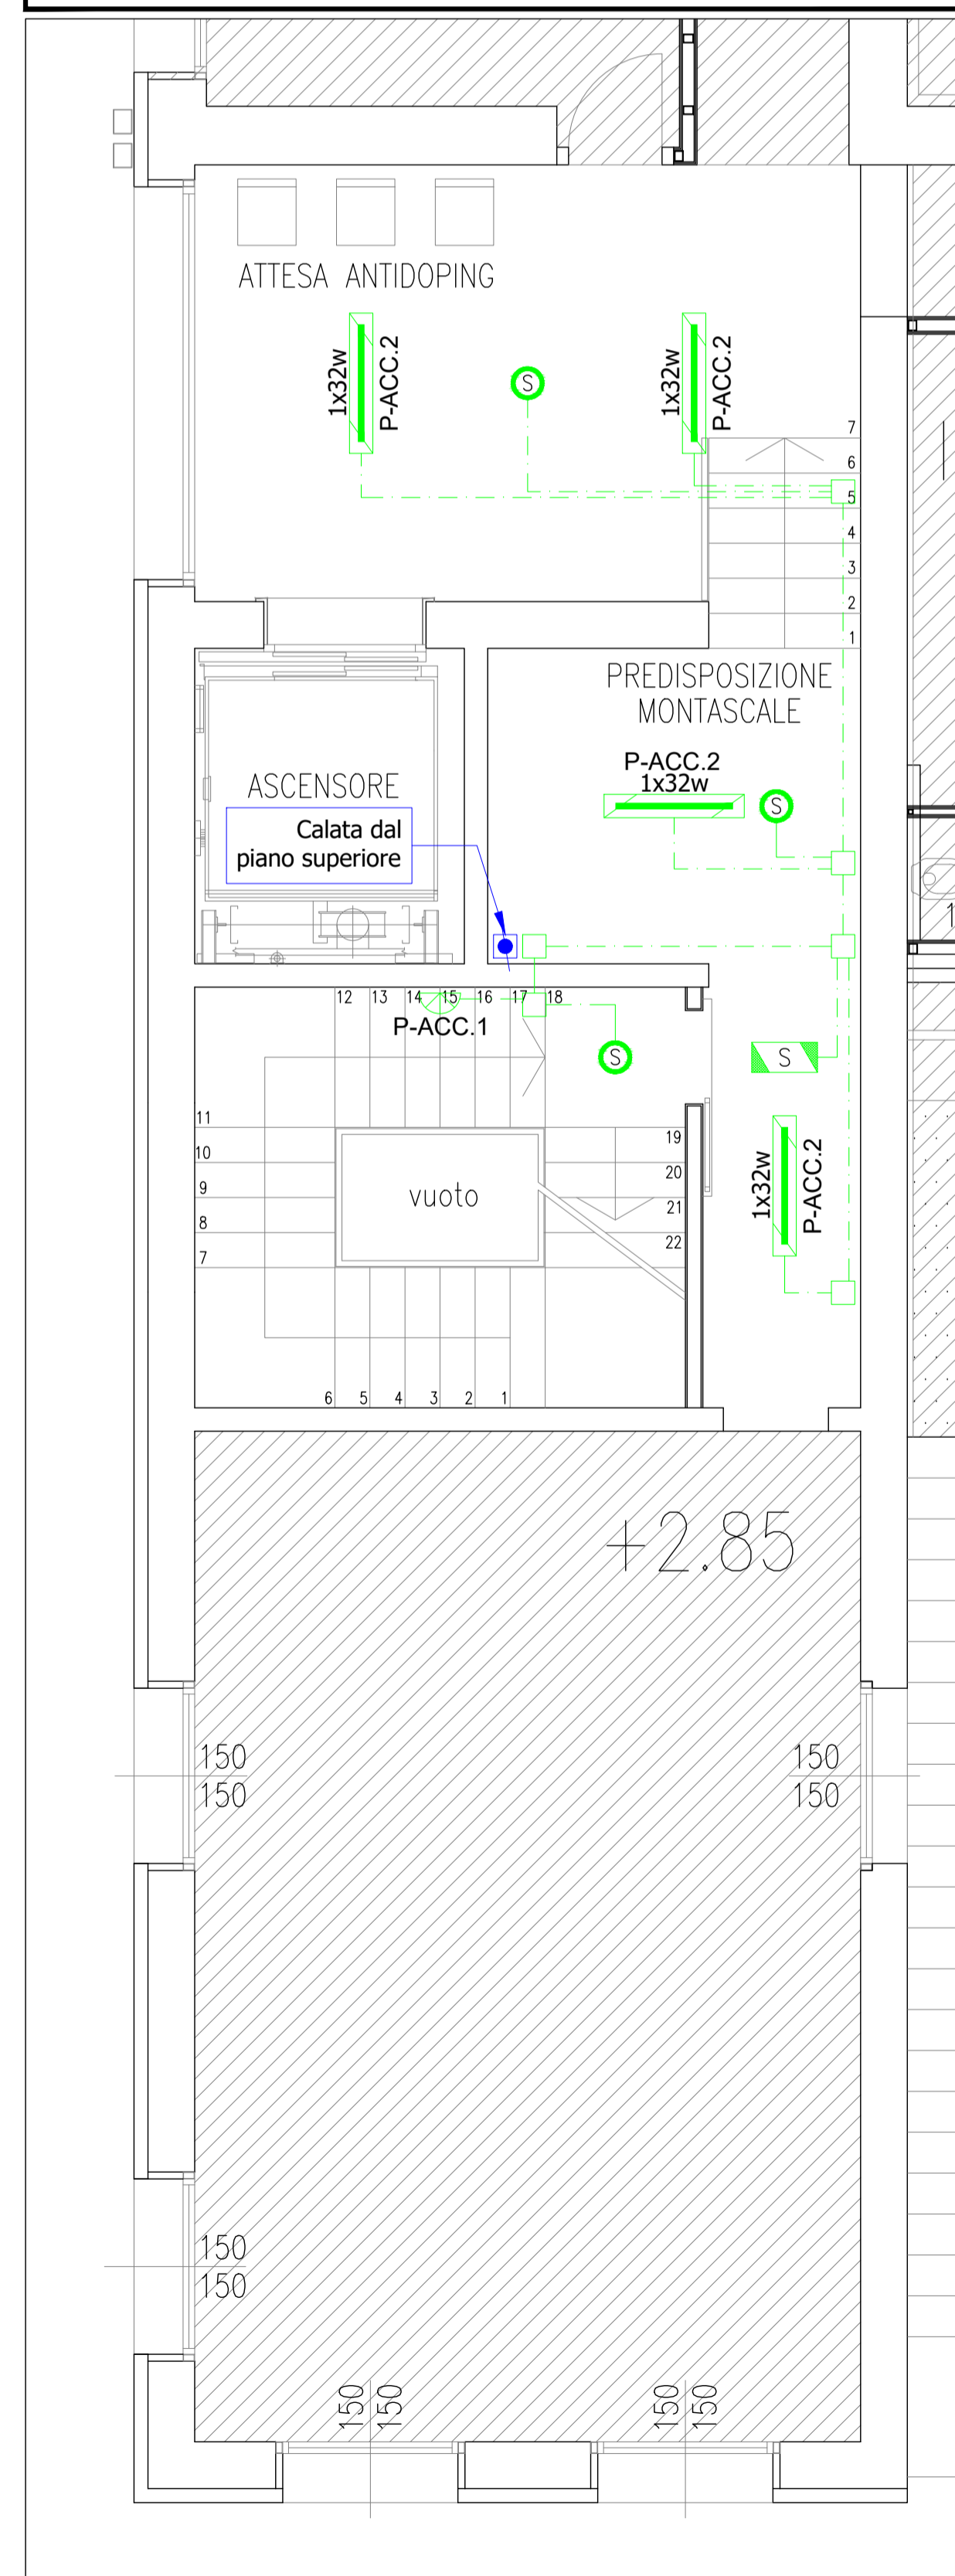 ATTESA ANTIDOPING
1x32w
P-ACC.2
S
1x32w
P-ACC.2
7
6
5
4
3
2
1
PREDISPOSIZIONE
MONTASCALE
P-ACC.2
1x32w
S
ASCENSORE
Calata dal
piano superiore
1
12
13
14
15
16
17
18
P-ACC.1
S
S
11
10
9
8
7
vuoto
19
20
21
22
1x32w
P-ACC.2
6
5
4
3
2
1
+2.85
150
150
150
150
150
150
150
150
150
150